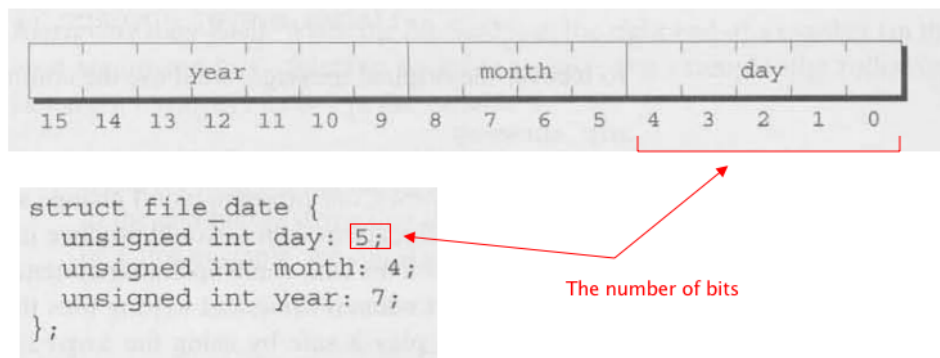 year month day
15 14 13 12 11 10 9 8 7 6 5 4 3 2 1 0
struct file_date {
unsigned int day: 5;
unsigned int month: 4;
unsigned int year: 7;
};
The number of bits